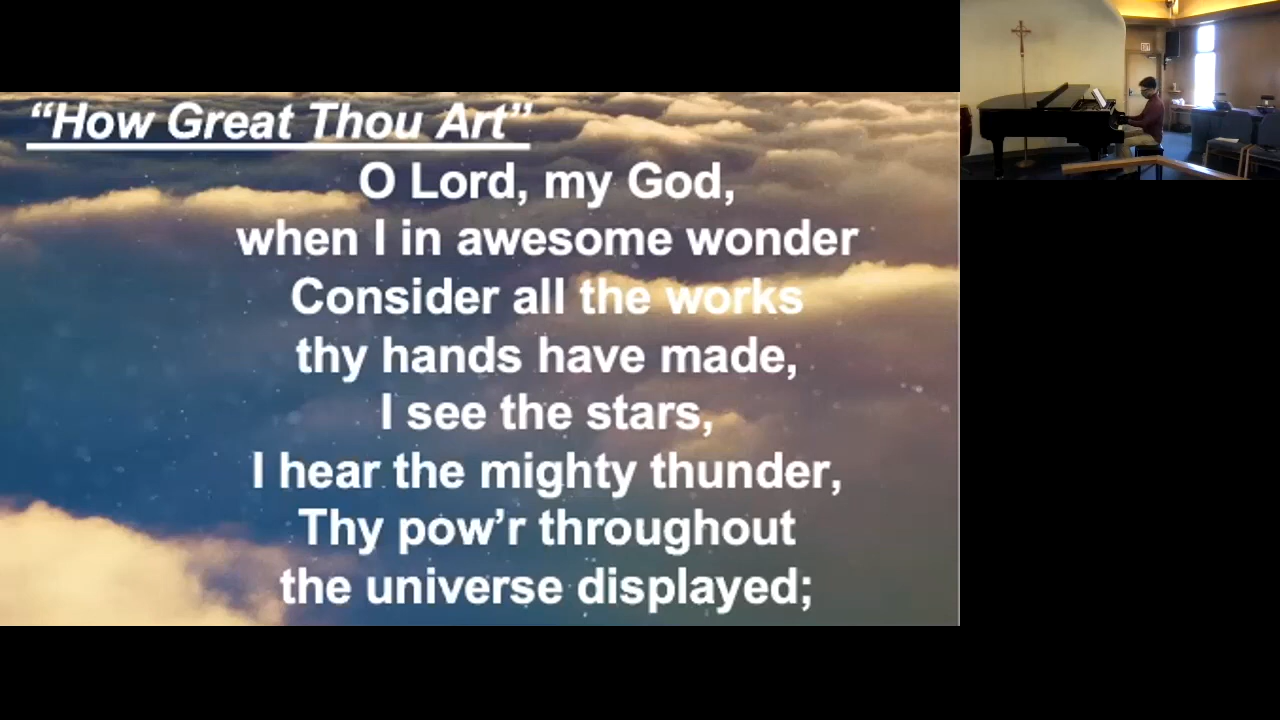 “How Great Thou Art”
O Lord, my God,
when I in awesome wonder
Consider all the works
thy hands have made,
I see the stars,
I hear the mighty thunder,
Thy pow’r throughout
the universe displayed;